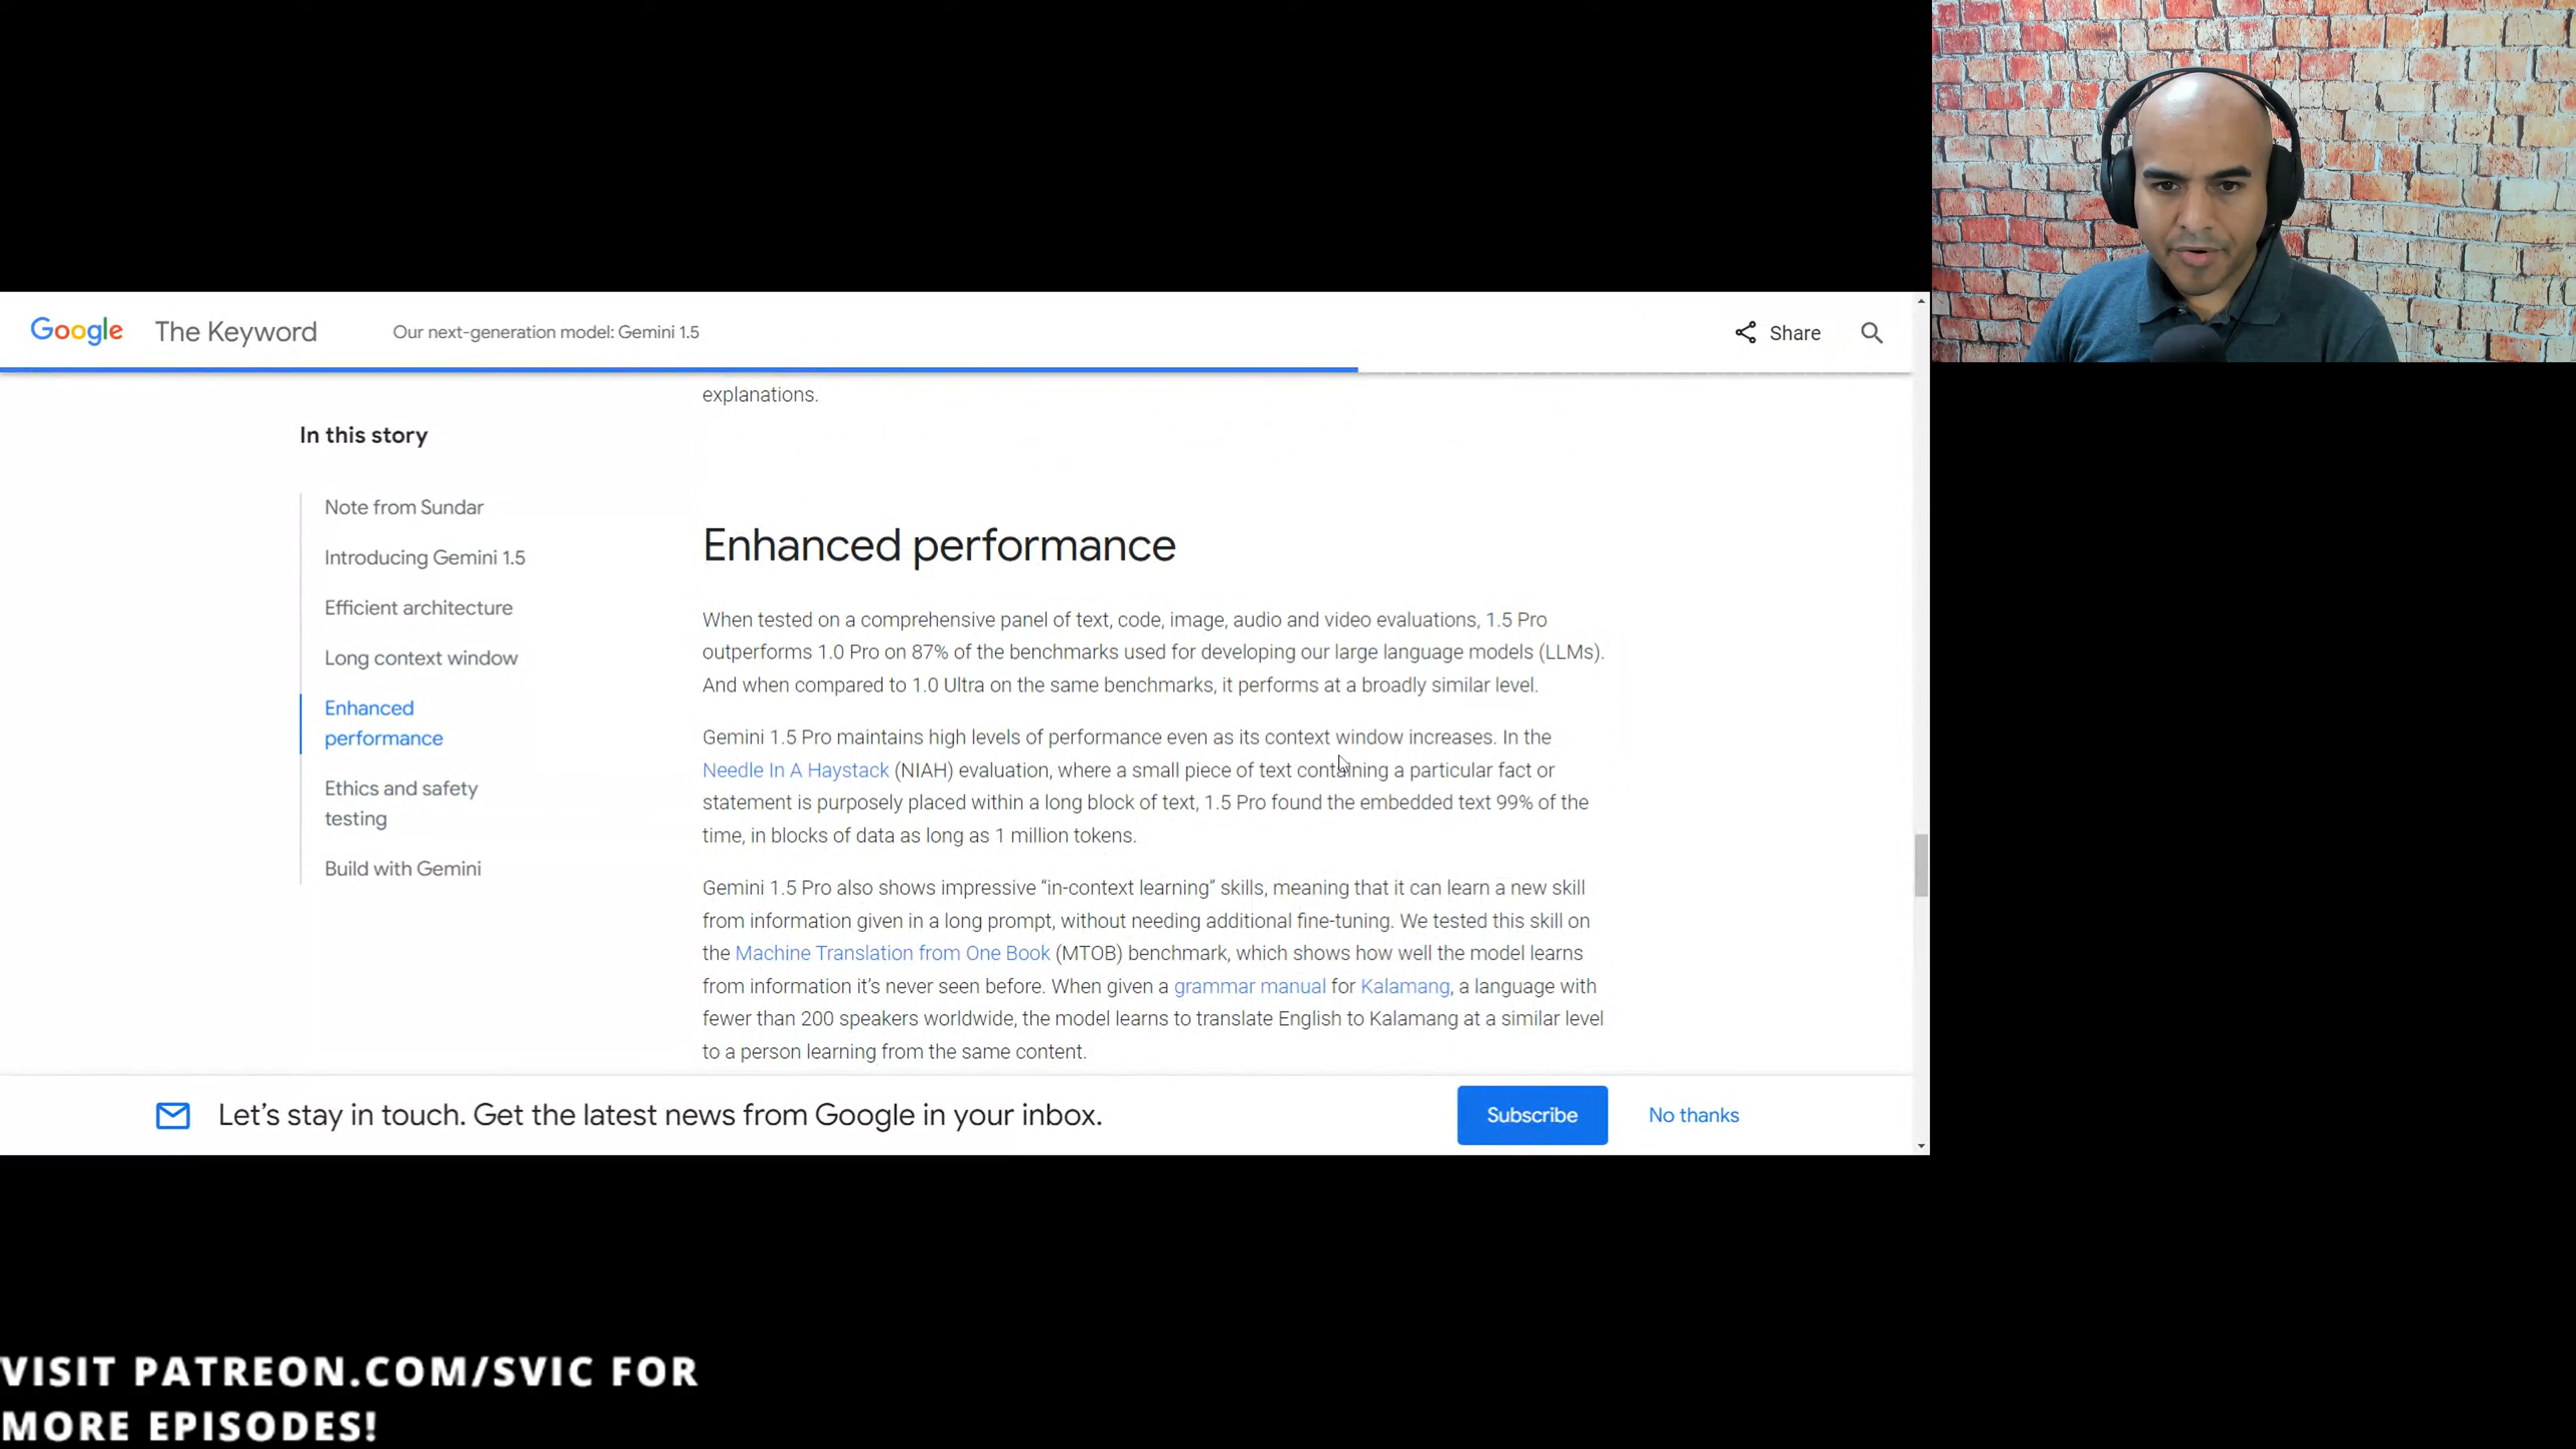 Google The Keyword Our next-generation model: Gemini 1.5 Share
explanations.
In this story
Note from Sundar
Introducing Gemini 1.5
Efficient architecture
Long context window
Enhanced
performance
Ethics and safety
testing
Build with Gemini
Enhanced performance
When tested on a comprehensive panel of text, code, image, audio and video evaluations, 1.5 Pro
outperforms 1.0 Pro on 87% of the benchmarks used for developing our large language models (LLMs).
And when compared to 1.0 Ultra on the same benchmarks, it performs at a broadly similar level.
Gemini 1.5 Pro maintains high levels of performance even as its context window increases. In the
Needle In A Haystack (NIAH) evaluation, where a small piece of text containing a particular fact or
statement is purposely placed within a long block of text, 1.5 Pro found the embedded text 99% of the
time, in blocks of data as long as 1 million tokens.
Gemini 1.5 Pro also shows impressive “in-context learning” skills, meaning that it can learn a new skill
from information given in a long prompt, without needing additional fine-tuning. We tested this skill on
the Machine Translation from One Book (MTOB) benchmark, which shows how well the model learns
from information it’s never seen before. When given a grammar manual for Kalamang, a language with
fewer than 200 speakers worldwide, the model learns to translate English to Kalamang at a similar level
to a person learning from the same content.
Let’s stay in touch. Get the latest news from Google in your inbox. Subscribe No thanks
VISIT PATREON.COM/SVIC FOR
MORE EPISODES!